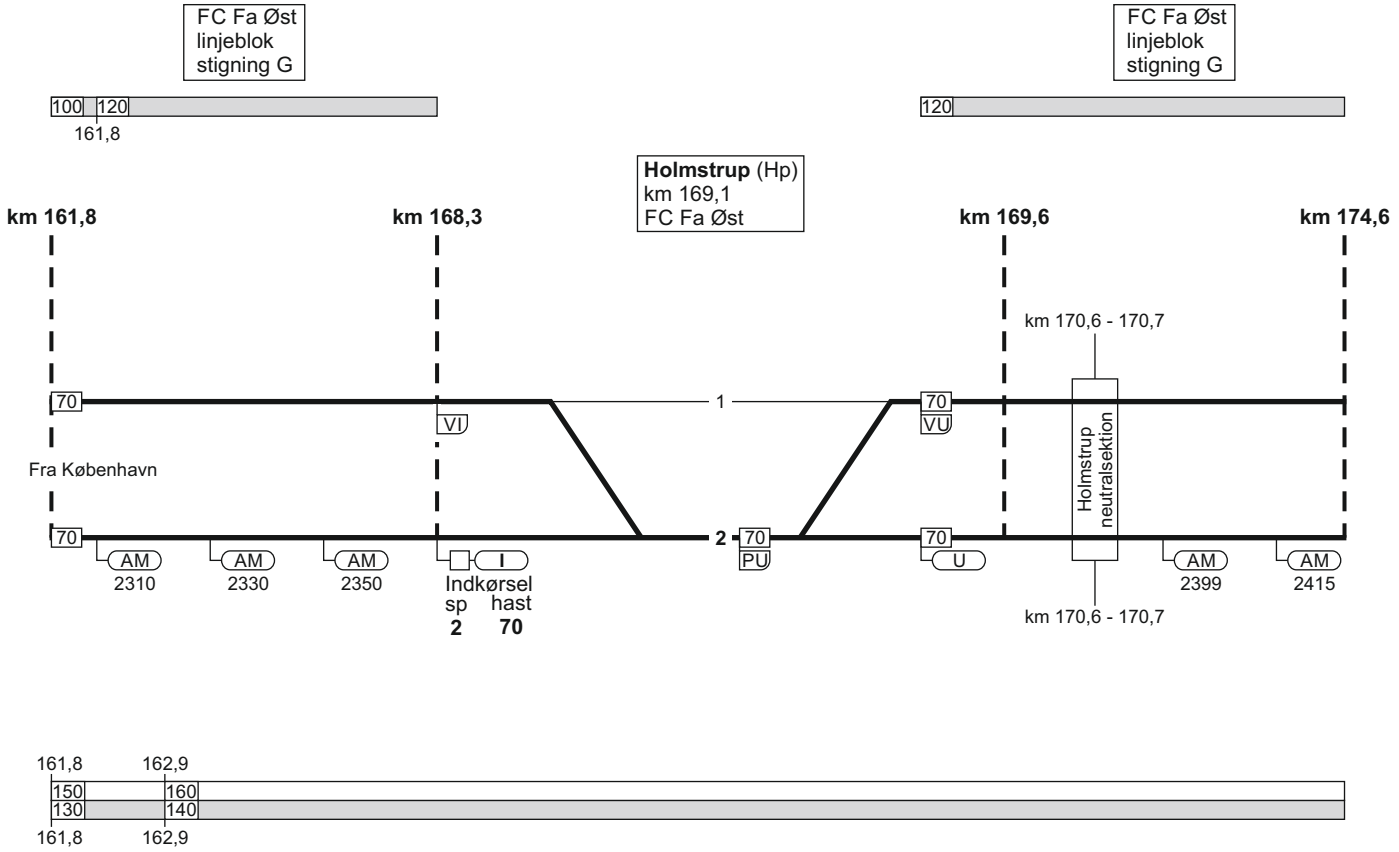 FC Fa Øst
linjeblok
stigning G
FC Fa Øst
linjeblok
stigning G
100 120
120
161,8
Holmstrup (Hp)
km 169,1
FC Fa Øst
km 161,8
km 168,3
km 169,6
km 174,6
km 170,6 - 170,7
70
1
70
VI
VU
Fra København
Holmstrup
neutralsektion
70
2
70
70
AM
AM
AM
I
PU
U
AM
AM
2310
2330
2350
Indkørsel
2399
2415
sp hast
2 70
km 170,6 - 170,7
161,8 162,9
150 160
130 140
161,8 162,9